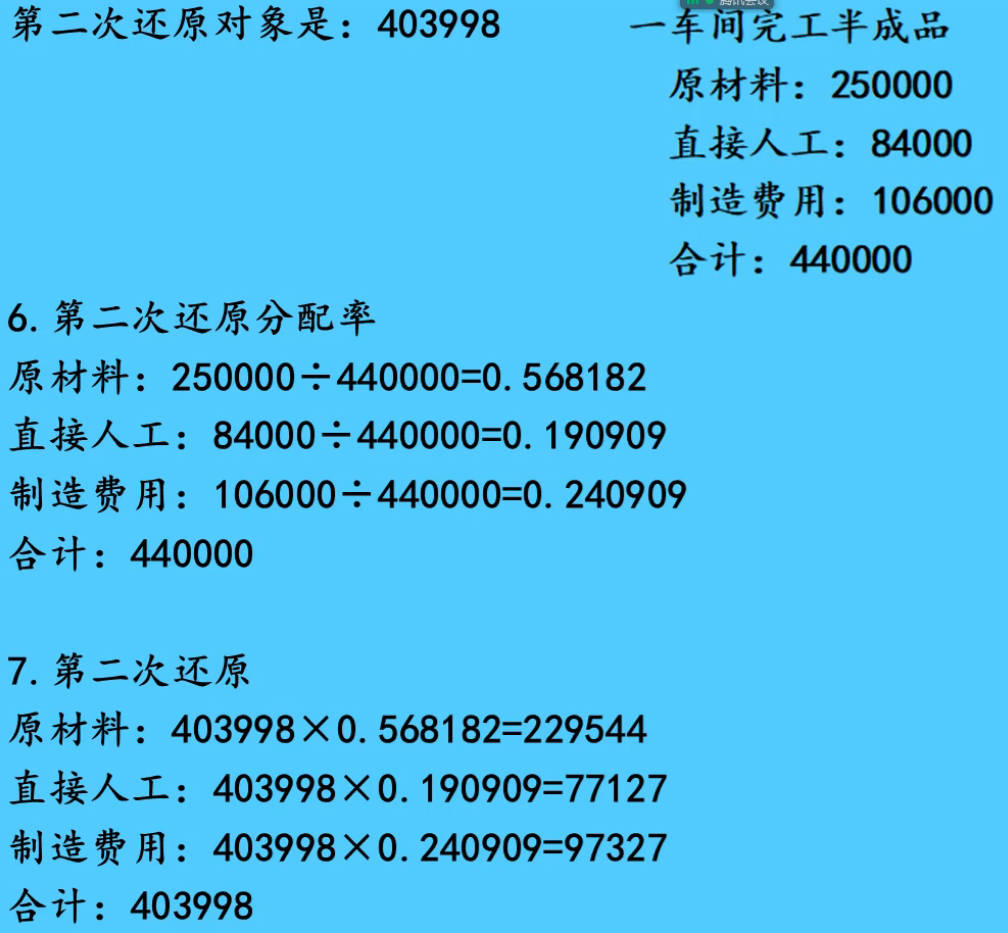 腾讯会议
第二次还原对象是：403998
一车间完工半成品
原材料：250000
直接人工：84000
制造费用：106000
合计：440000
6.第二次还原分配率
原材料：250000÷440000=0.568182
直接人工：84000÷440000=0.190909
制造费用：106000÷440000=0.240909
合计：440000
7.第二次还原
原材料：403998×0.568182=229544
直接人工：403998×0.190909=77127
制造费用：403998×0.240909=97327
合计：403998